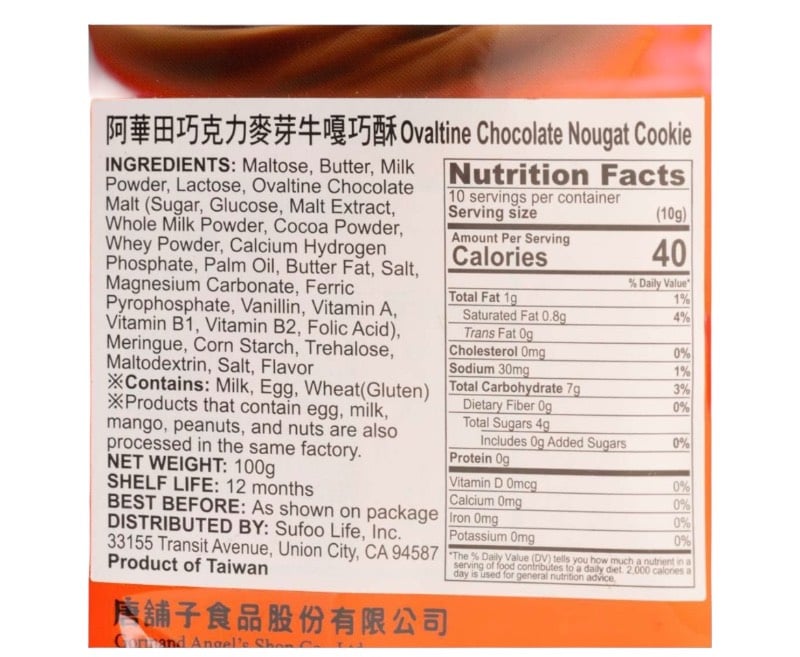 阿華田巧克力麥芽牛嘎巧酥 Ovaltine Chocolate Nougat Cookie
INGREDIENTS: Maltose, Butter, Milk
Powder, Lactose, Ovaltine Chocolate
Malt (Sugar, Glucose, Malt Extract,
Whole Milk Powder, Cocoa Powder,
Whey Powder, Calcium Hydrogen
Phosphate, Palm Oil, Butter Fat, Salt,
Magnesium Carbonate, Ferric
Pyrophosphate, Vanillin, Vitamin A,
Vitamin B1, Vitamin B2, Folic Acid),
Meringue, Corn Starch, Trehalose,
Maltodextrin, Salt, Flavor
※Contains: Milk, Egg, Wheat(Gluten)
※Products that contain egg, milk,
mango, peanuts, and nuts are also
processed in the same factory.
NET WEIGHT: 100g
SHELF LIFE: 12 months
BEST BEFORE: As shown on package
DISTRIBUTED BY: Sufoo Life, Inc.
33155 Transit Avenue, Union City, CA 94587
Product of Taiwan
Nutrition Facts
10 servings per container
Serving size (10g)
Amount Per Serving
Calories 40
% Daily Value*
Total Fat 1g 1%
Saturated Fat 0.8g 4%
Trans Fat 0g
Cholesterol 0mg 0%
Sodium 30mg 1%
Total Carbohydrate 7g 3%
Dietary Fiber 0g 0%
Total Sugars 4g
Includes 0g Added Sugars 0%
Protein 0g
Vitamin D 0mcg 0%
Calcium 0mg 0%
Iron 0mg 0%
Potassium 0mg 0%
*The % Daily Value (DV) tells you how much a nutrient in a
serving of food contributes to a daily diet. 2,000 calories a
day is used for general nutrition advice.
唐舖子食品股份有限公司
Gormand Angel's Shop Co., Ltd.